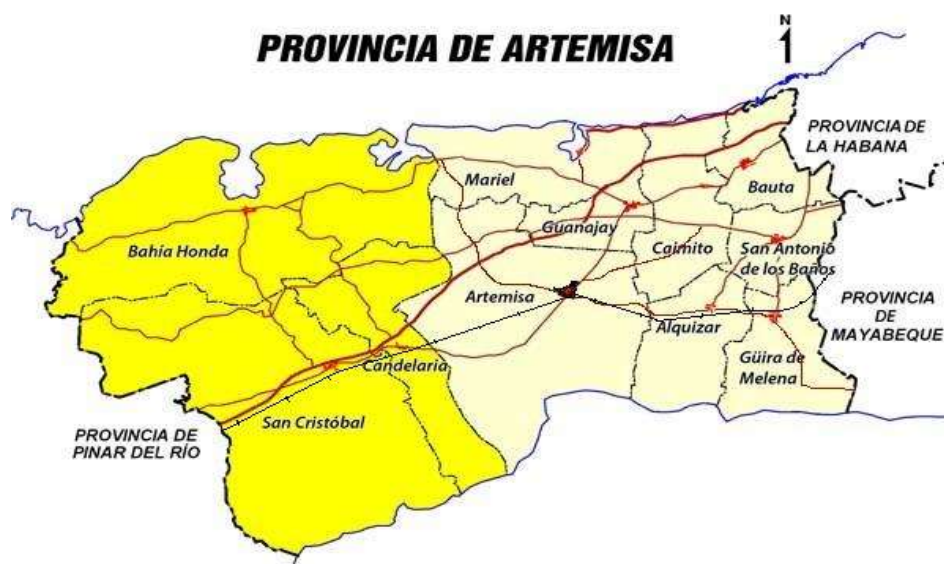 N
PROVINCIA DE ARTEMISA
PROVINCIA DE
LA HABANA
Mariel
Bauta
Guanajay
Bahía Honda
Caimito
San Antonio
de los Baños
Artemisa
PROVINCIA
DE
MAYABEQUE
Alquizar
Candelaria
Güira de
Melena
San Cristóbal
PROVINCIA DE
PINAR DEL RÍO